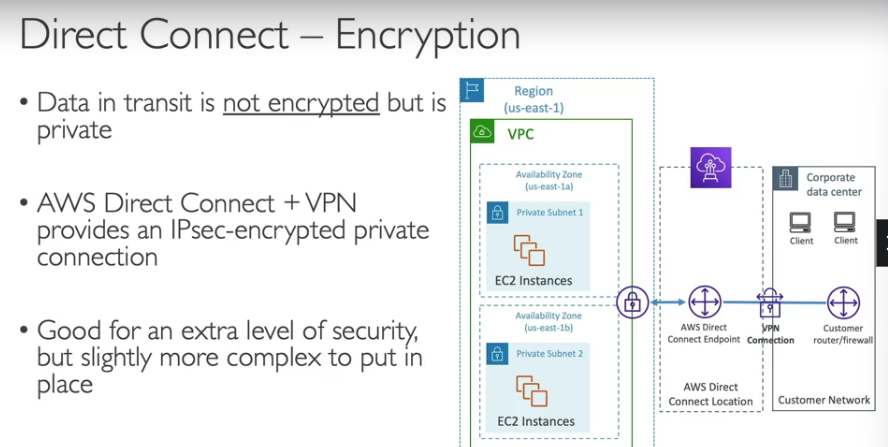 Direct Connect – Encryption
• Data in transit is not encrypted but is
private
• AWS Direct Connect + VPN
provides an IPsec-encrypted private
connection
• Good for an extra level of security,
but slightly more complex to put in
place
Region
(us-east-1)
VPC
Availability Zone
(us-east-1a)
Private Subnet 1
EC2 Instances
Availability Zone
(us-east-1b)
Private Subnet 2
EC2 Instances
AWS Direct
Connect Endpoint
VPN
Connection
Customer
router/firewall
AWS Direct
Connect Location
Corporate
data center
Client
Client
Customer Network